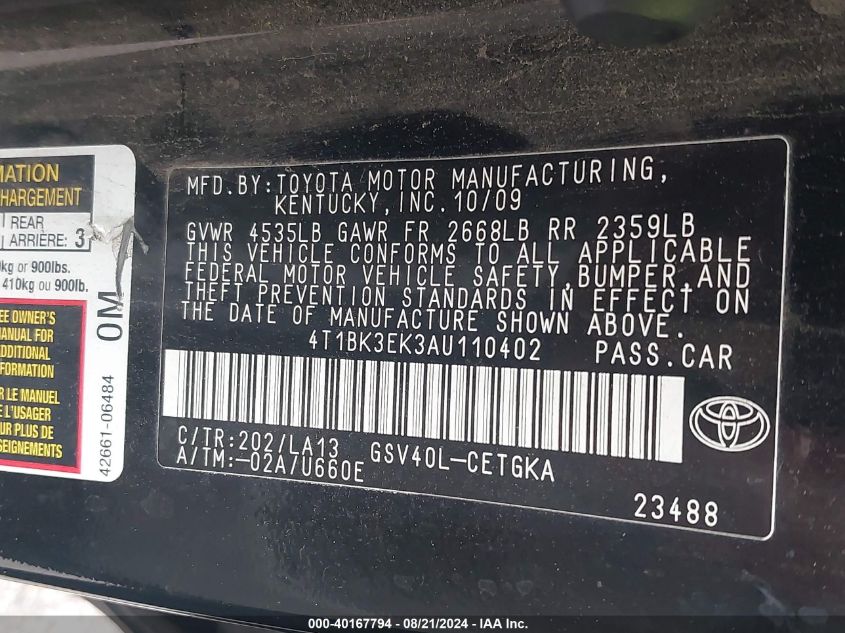 MATION
CHARGEMENT
REAR
ARRIÈRE: 3
kg or 900lbs.
410kg ou 900lb.
OM
EE OWNER'S
MANUAL FOR
ADDITIONAL
FORMATION
R LE MANUEL
L'USAGER
UR PLUS DE
SEIGNEMENTS
42661-06484
MFD.BY:TOYOTA MOTOR MANUFACTURING,
KENTUCKY,INC.10/09
GVWR 4535LB GAWR FR 2668LB RR 2359LB
THIS VEHICLE CONFORMS TO ALL APPLICABLE
FEDERAL MOTOR VEHICLE SAFETY,BUMPER,AND
THEFT PREVENTION STANDARDS IN EFFECT ON
THE DATE OF MANUFACTURE SHOWN ABOVE.
4T1BK3EK3AU110402 PASS.CAR
C/TR:202/LA13 GSV40L-CETGKA
A/TM:-02A/U660E
23488
000-40167794 - 08/21/2024 - IAA Inc.